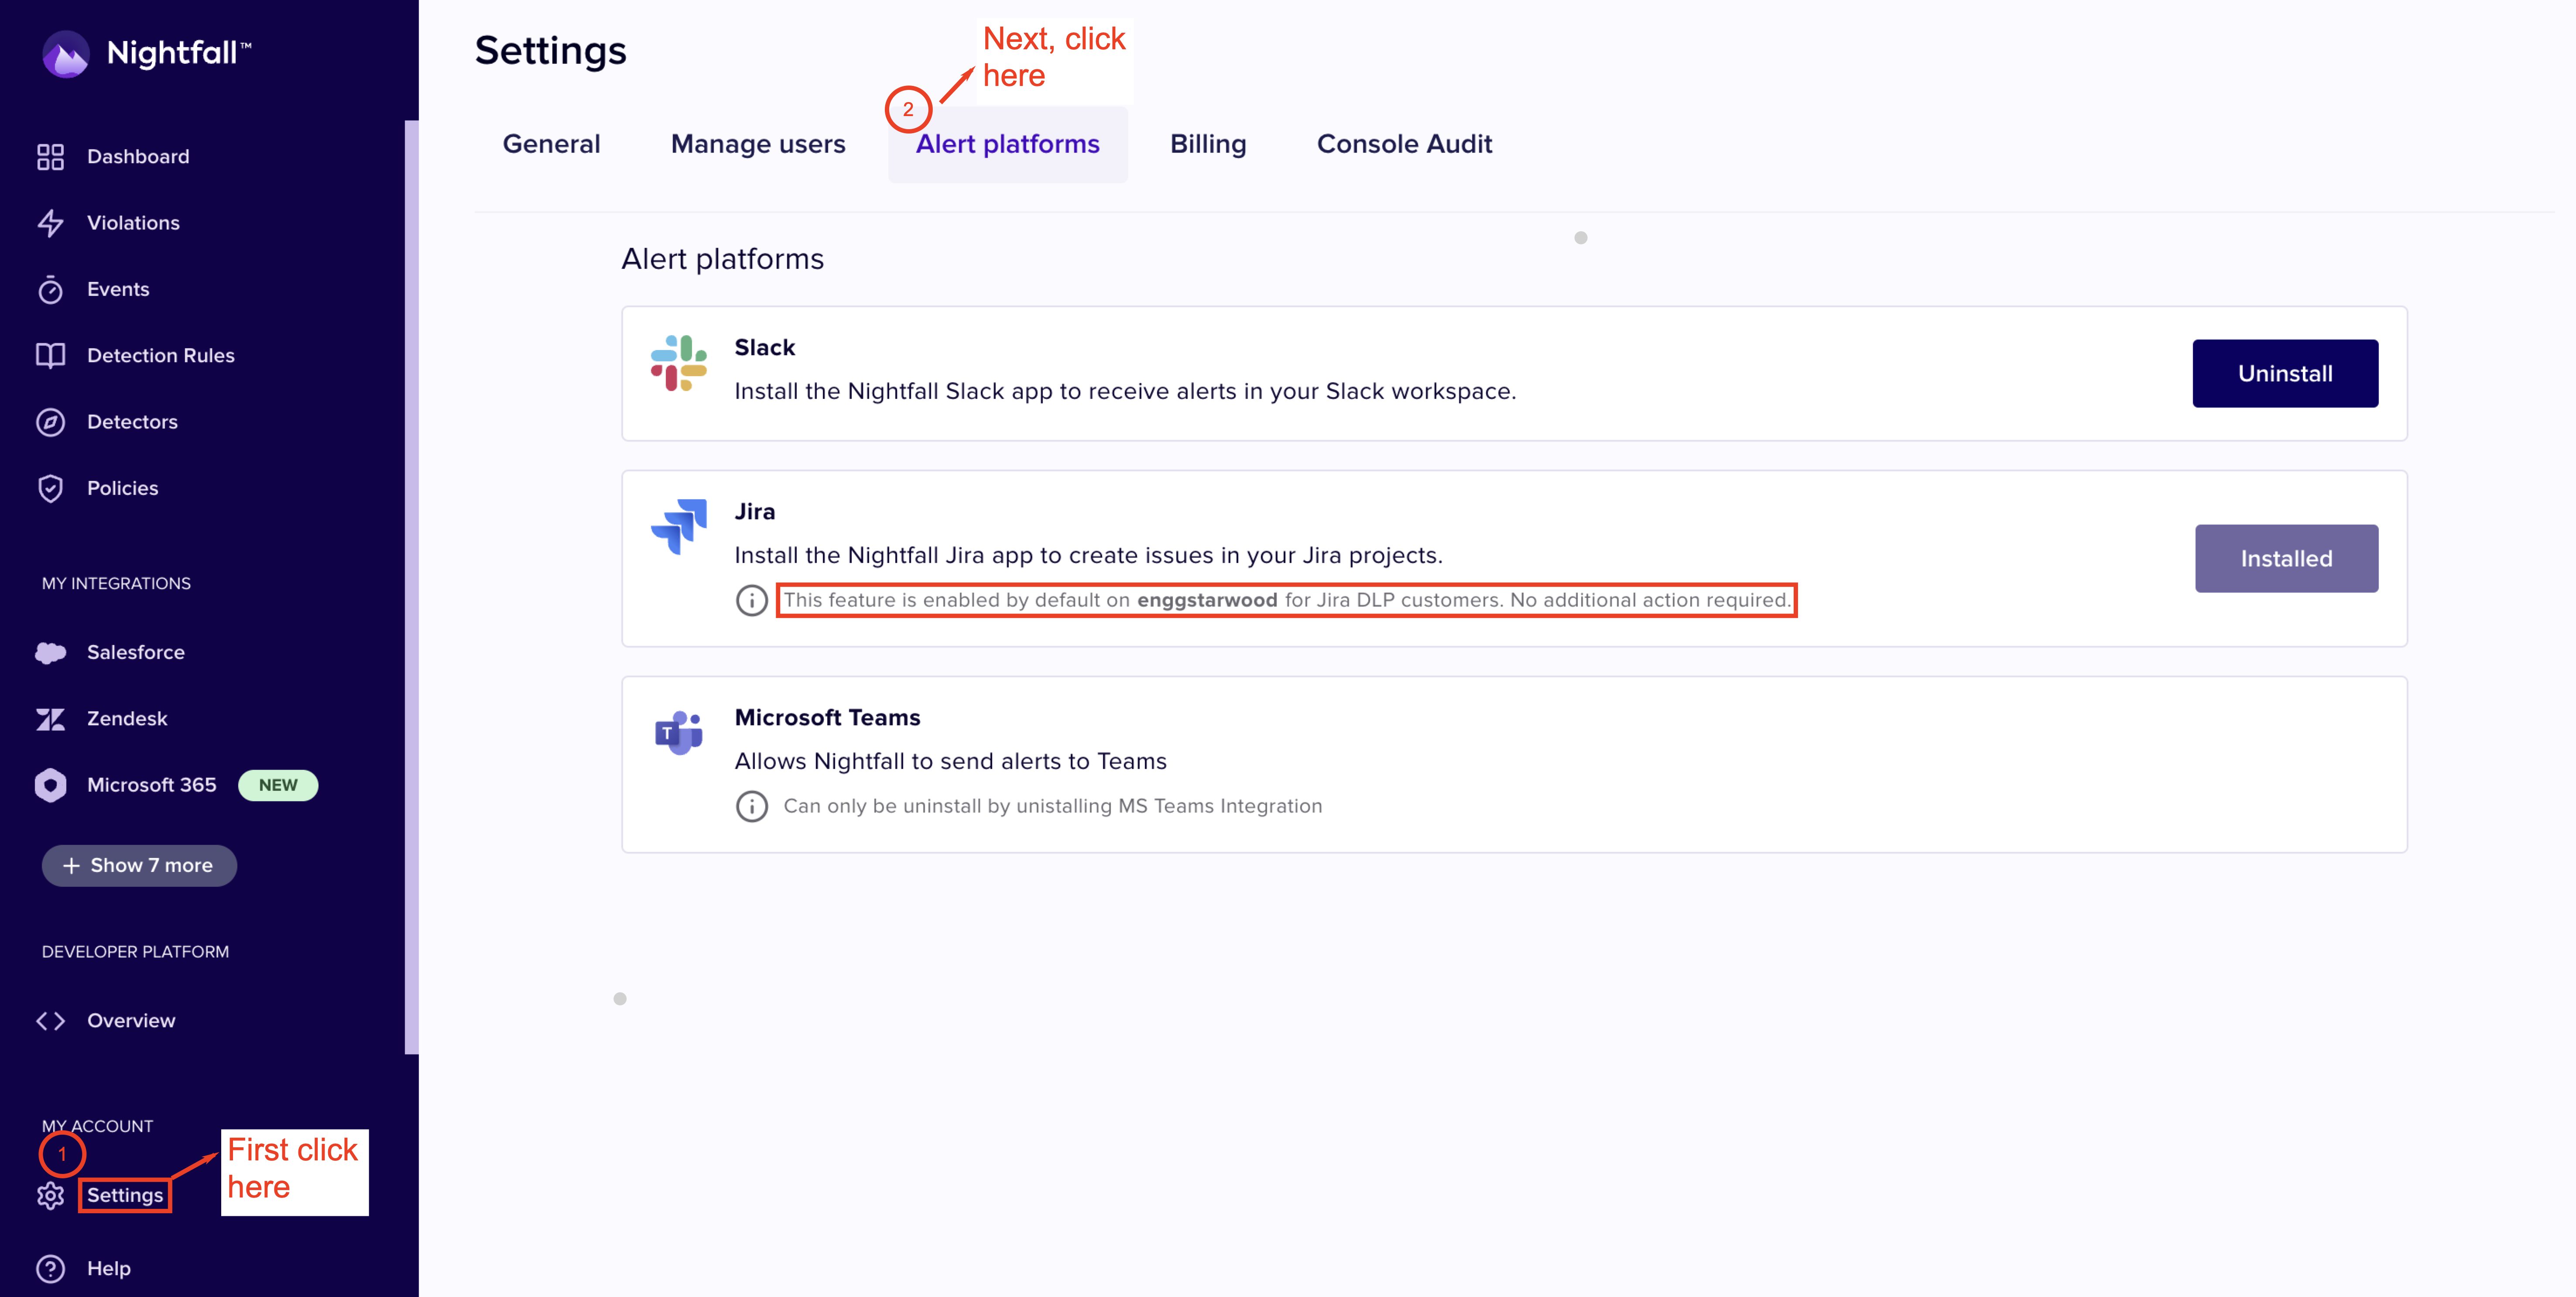 Nightfall™
Dashboard
Violations
Events
Detection Rules
Detectors
Policies
MY INTEGRATIONS
Salesforce
Zendesk
Microsoft 365 NEW
+ Show 7 more
DEVELOPER PLATFORM
Overview
MY ACCOUNT
1
Settings
First click
here
Help
Settings
Next, click
here
2
General Manage users Alert platforms Billing Console Audit
Alert platforms
Slack
Install the Nightfall Slack app to receive alerts in your Slack workspace.
Uninstall
Jira
Install the Nightfall Jira app to create issues in your Jira projects.
This feature is enabled by default on enggstarwood for Jira DLP customers. No additional action required.
Installed
T
Microsoft Teams
Allows Nightfall to send alerts to Teams
Can only be uninstall by unistalling MS Teams Integration